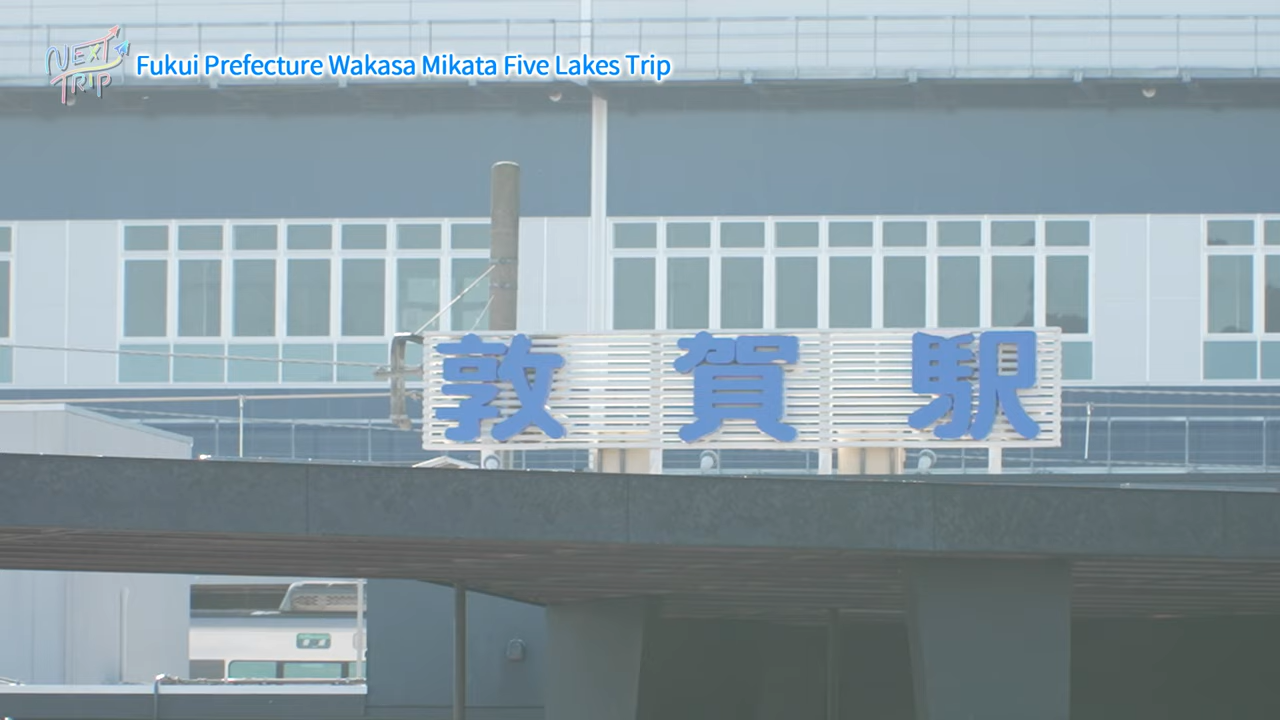 NEXT TRIP
Fukui Prefecture Wakasa Mikata Five Lakes Trip
敦賀駅